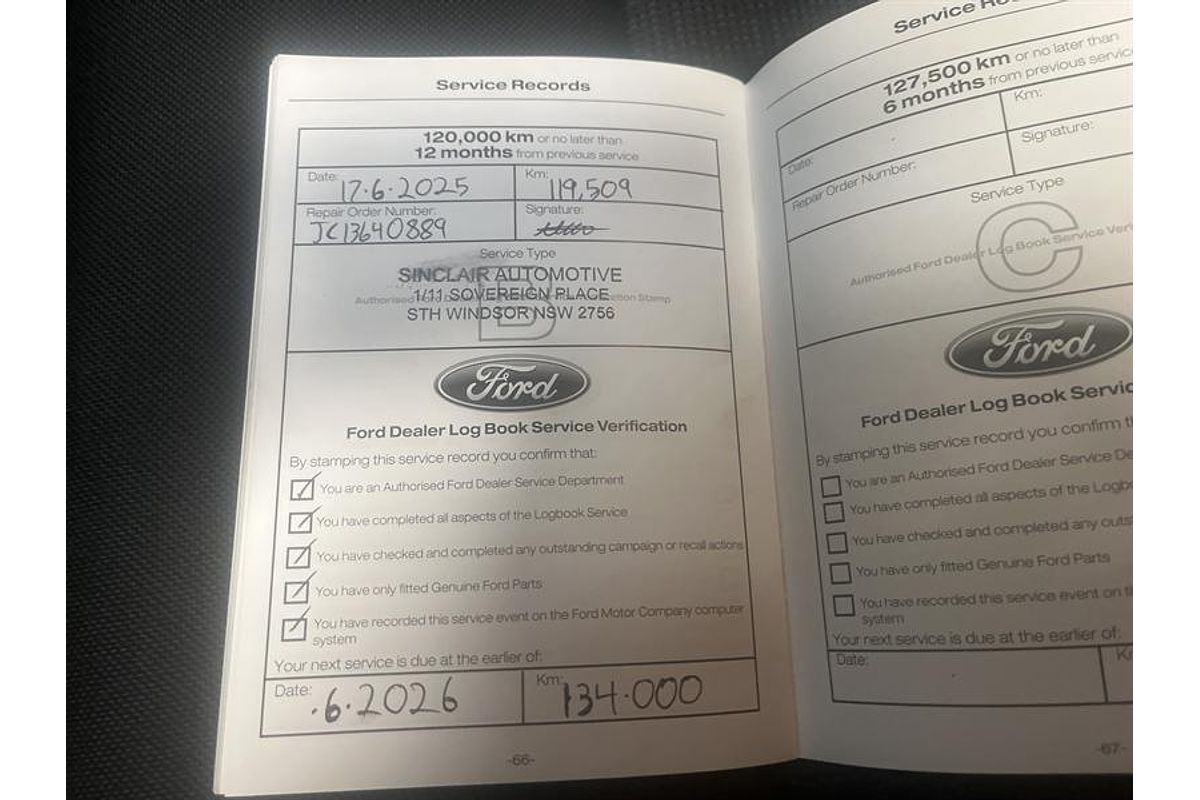 Service Records
120,000 km or no later than
12 months from previous service
Date: 17.6.2025
Km: 119,509
Repair Order Number: JC13640889
Signature:
Service Type
B
SINCLAIR AUTOMOTIVE
Authorised 1/11 SOVEREIGN PLACE Stamp
STH WINDSOR NSW 2756
Ford
Ford Dealer Log Book Service Verification
By stamping this service record you confirm that:
You are an Authorised Ford Dealer Service Department
You have completed all aspects of the Logbook Service
You have checked and completed any outstanding campaign or recall actions
You have only fitted Genuine Ford Parts
You have recorded this service event on the Ford Motor Company computer
system
Your next service is due at the earlier of:
Date: .6.2026
Km: 134.000
-66-
Service
127,500 km or no later than
6 months from previous service
Date:
Km:
Repair Order Number:
Signature:
Service Type
C
Authorised Ford Dealer Log Book Service
Ford
Ford Dealer Log Book
By stamping this service record you confirm
You are an Authorised Ford Dealer Service
You have completed all aspects of the
You have checked and completed any
You have only fitted Genuine Ford Parts
You have recorded this service event on
system
Your next service is due at the earlier of:
Date:
-67-